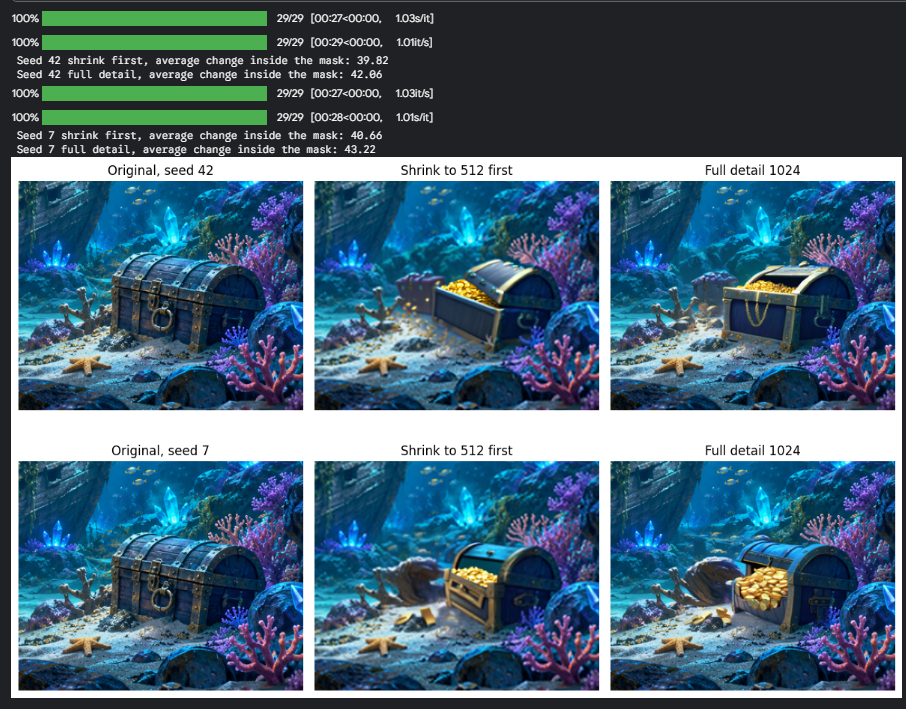 100% 29/29 [00:27<00:00, 1.03s/it]
100% 29/29 [00:29<00:00, 1.01it/s]
Seed 42 shrink first, average change inside the mask: 39.82
Seed 42 full detail, average change inside the mask: 42.06
100% 29/29 [00:27<00:00, 1.03it/s]
100% 29/29 [00:28<00:00, 1.01s/it]
Seed 7 shrink first, average change inside the mask: 40.66
Seed 7 full detail, average change inside the mask: 43.22
Original, seed 42 Shrink to 512 first Full detail 1024
Original, seed 7 Shrink to 512 first Full detail 1024